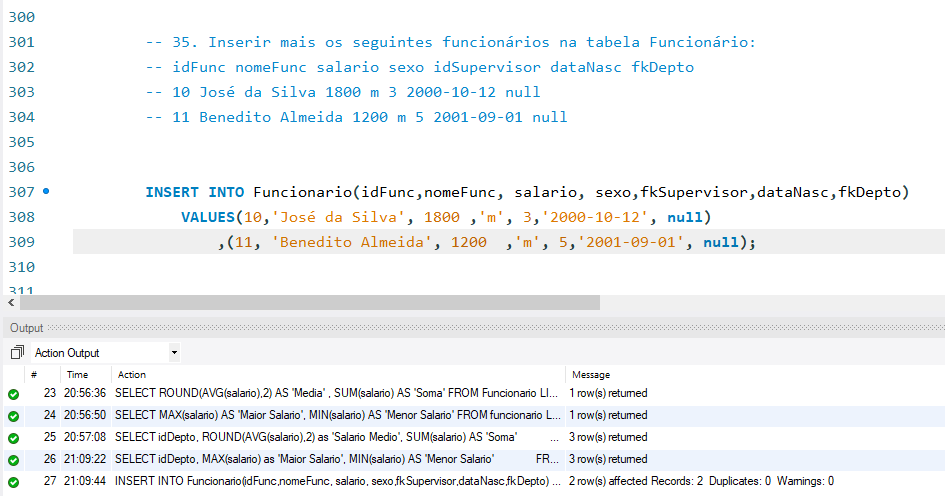 300
301 -- 35. Inserir mais os seguintes funcionários na tabela Funcionário:
302 -- idFunc nomeFunc salario sexo idSupervisor dataNasc fkDepto
303 -- 10 José da Silva 1800 m 3 2000-10-12 null
304 -- 11 Benedito Almeida 1200 m 5 2001-09-01 null
305
306
307 INSERT INTO Funcionario(idFunc,nomeFunc, salario, sexo,fkSupervisor,dataNasc,fkDepto)
308 VALUES(10,'José da Silva', 1800 ,'m', 3,'2000-10-12', null)
309 ,(11, 'Benedito Almeida', 1200 ,'m', 5,'2001-09-01', null);
310
311
Output
Action Output
# Time Action Message
23 20:56:36 SELECT ROUND(AVG(salario),2) AS 'Media' , SUM(salario) AS 'Soma' FROM Funcionario LI... 1 row(s) returned
24 20:56:50 SELECT MAX(salario) AS 'Maior Salario', MIN(salario) AS 'Menor Salario' FROM funcionario L... 1 row(s) returned
25 20:57:08 SELECT idDepto, ROUND(AVG(salario),2) as 'Salario Medio', SUM(salario) AS 'Soma' ... 3 row(s) returned
26 21:09:22 SELECT idDepto, MAX(salario) as 'Maior Salario', MIN(salario) AS 'Menor Salario' FR... 3 row(s) returned
27 21:09:44 INSERT INTO Funcionario(idFunc,nomeFunc, salario, sexo,fkSupervisor,dataNasc,fkDepto) ... 2 row(s) affected Records: 2 Duplicates: 0 Warnings: 0